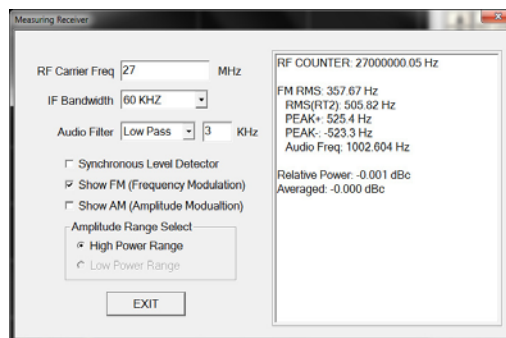 Measuring Receiver
RF Carrier Freq 27 MHz
IF Bandwidth 60 KHZ
Audio Filter Low Pass 3 KHz
Synchronous Level Detector
Show FM (Frequency Modulation)
Show AM (Amplitude Modualtion)
Amplitude Range Select
High Power Range
Low Power Range
EXIT
RF COUNTER: 27000000.05 Hz
FM RMS: 357.67 Hz
RMS(RT2): 505.82 Hz
PEAK+: 525.4 Hz
PEAK-: -523.3 Hz
Audio Freq: 1002.604 Hz
Relative Power: -0.001 dBc
Averaged: -0.000 dBc